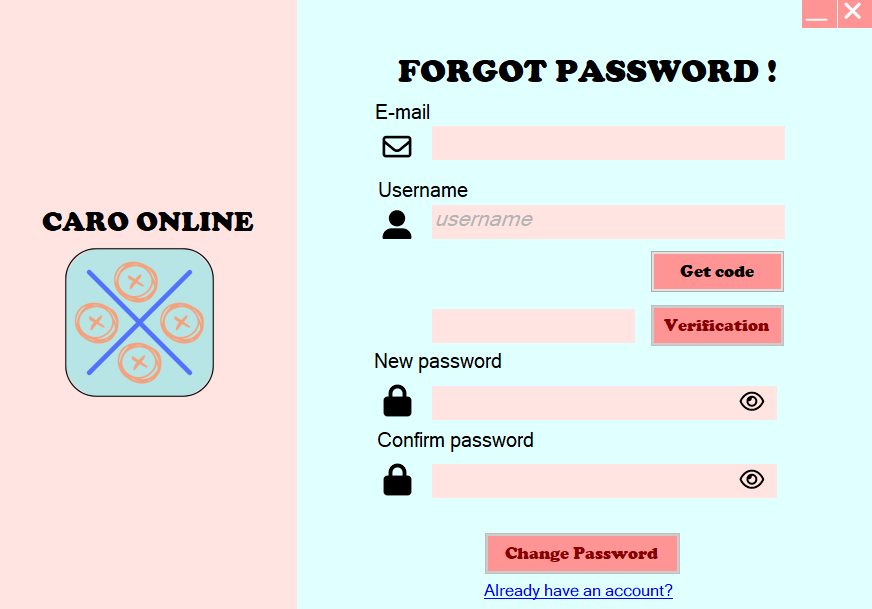 CARO ONLINE
FORGOT PASSWORD !
E-mail
Username
username
Get code
Verification
New password
Confirm password
Change Password
Already have an account?